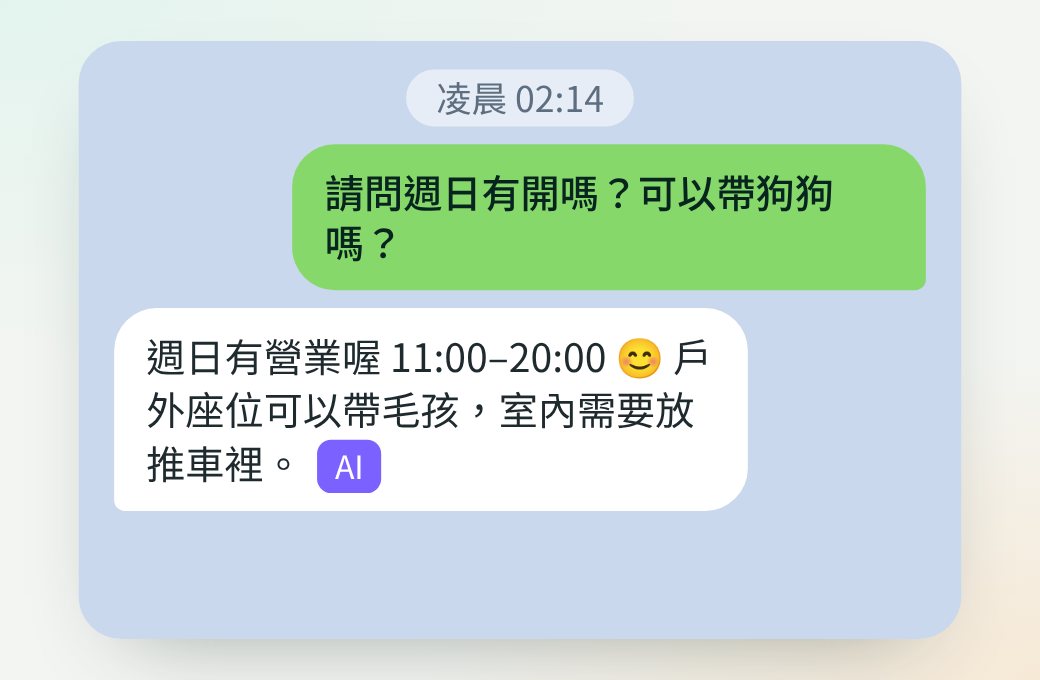 凌晨 02:14
請問週日有開嗎？可以帶狗狗
嗎？
週日有營業喔 11:00–20:00 😊 戶
外座位可以帶毛孩，室內需要放
推車裡。 AI